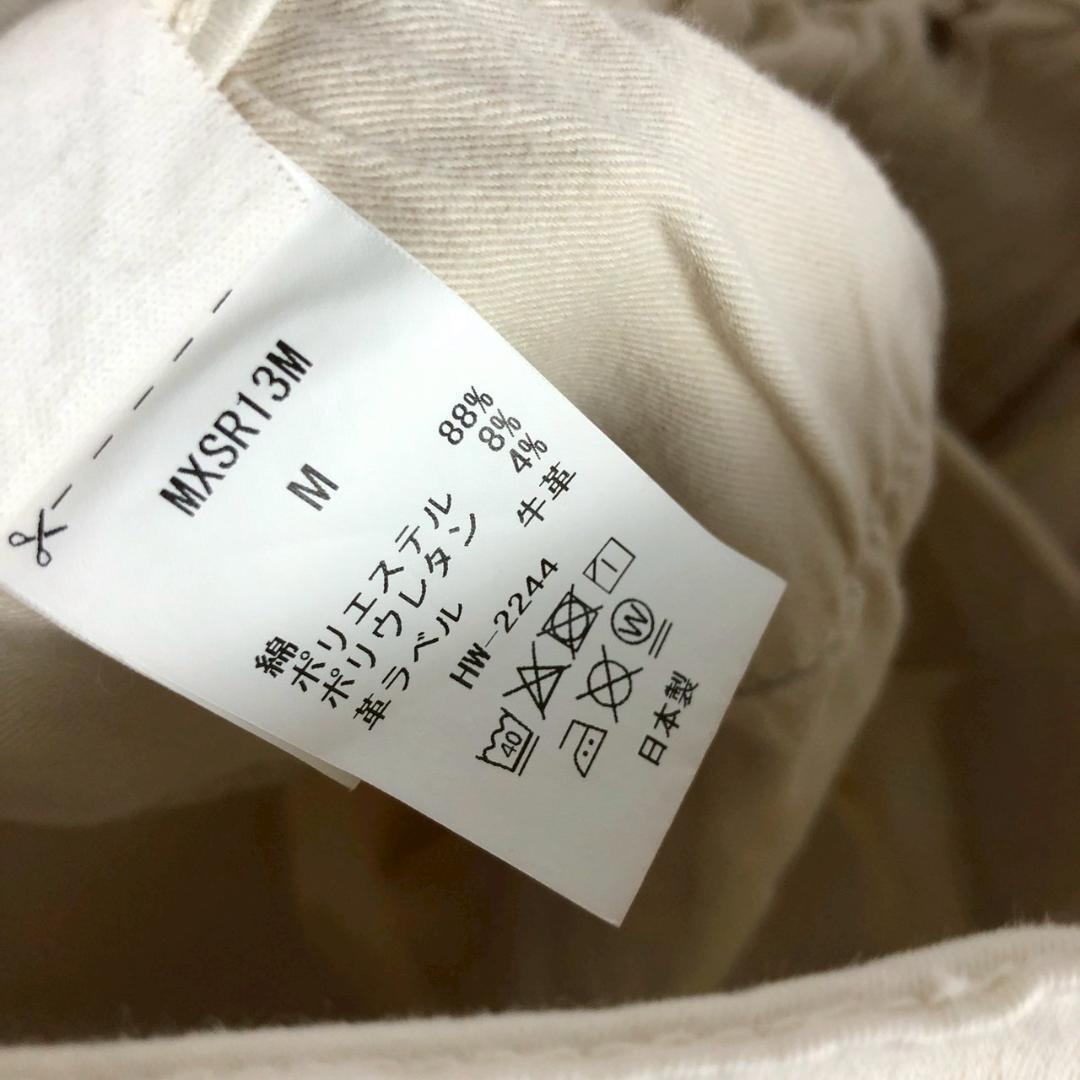 MXSR13M
M
綿 88%
ポリエステル 8%
ポリウレタン 4%
革ラベル 牛革
HW-2244
40
W
日本製